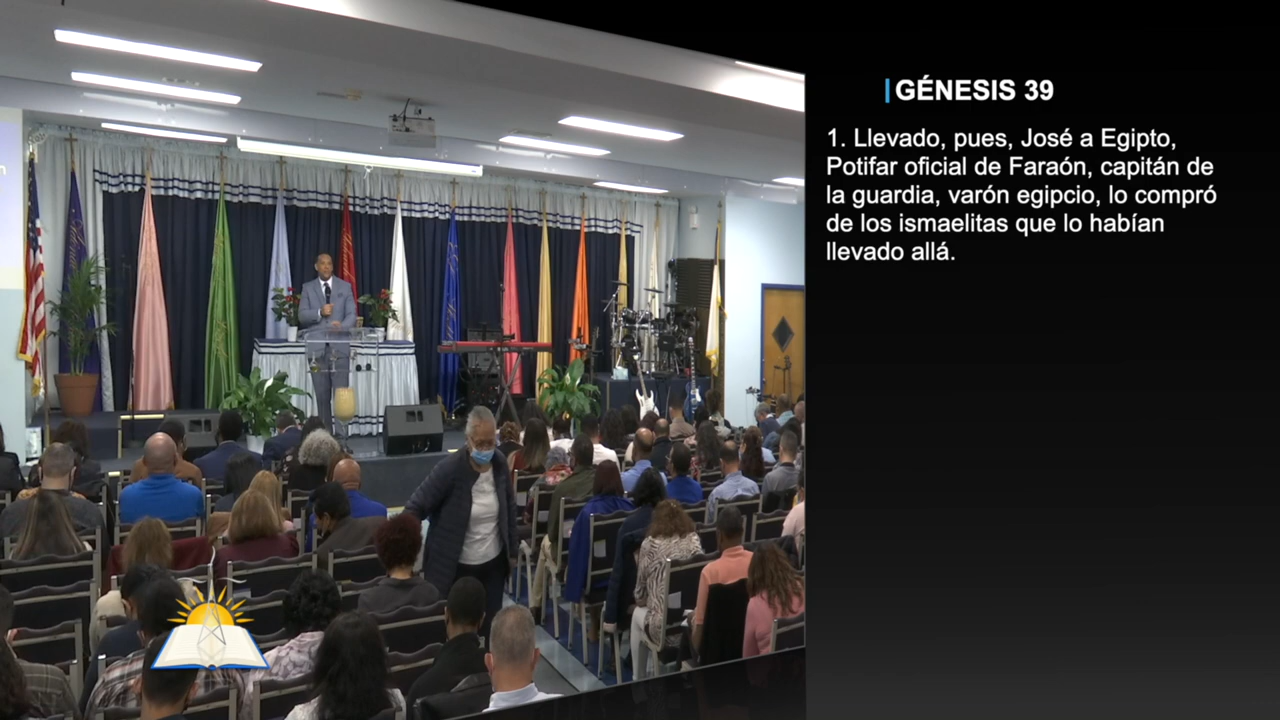 GÉNESIS 39
1. Llevado, pues, José a Egipto,
Potifar oficial de Faraón, capitán de
la guardia, varón egipcio, lo compró
de los ismaelitas que lo habían
llevado allá.